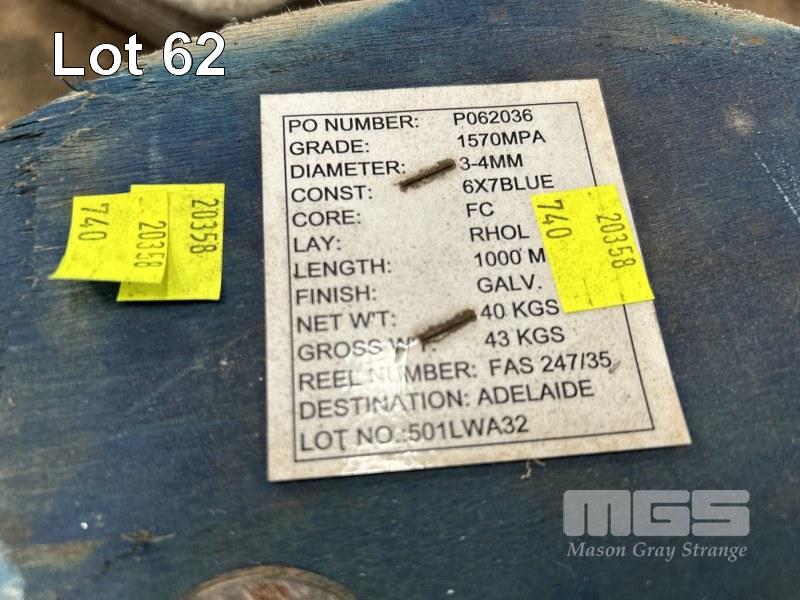 Lot 62
PO NUMBER: P062036
GRADE: 1570MPA
DIAMETER: 3-4MM
CONST: 6X7BLUE
CORE: FC
LAY: RHOL
LENGTH: 1000 M
FINISH: GALV.
NET W'T: 40 KGS
GROSS W'T: 43 KGS
REEL NUMBER: FAS 247/35
DESTINATION: ADELAIDE
LOT NO.:501LWA32
740
20358
20358
740
20358
MGS
Mason Gray Strange